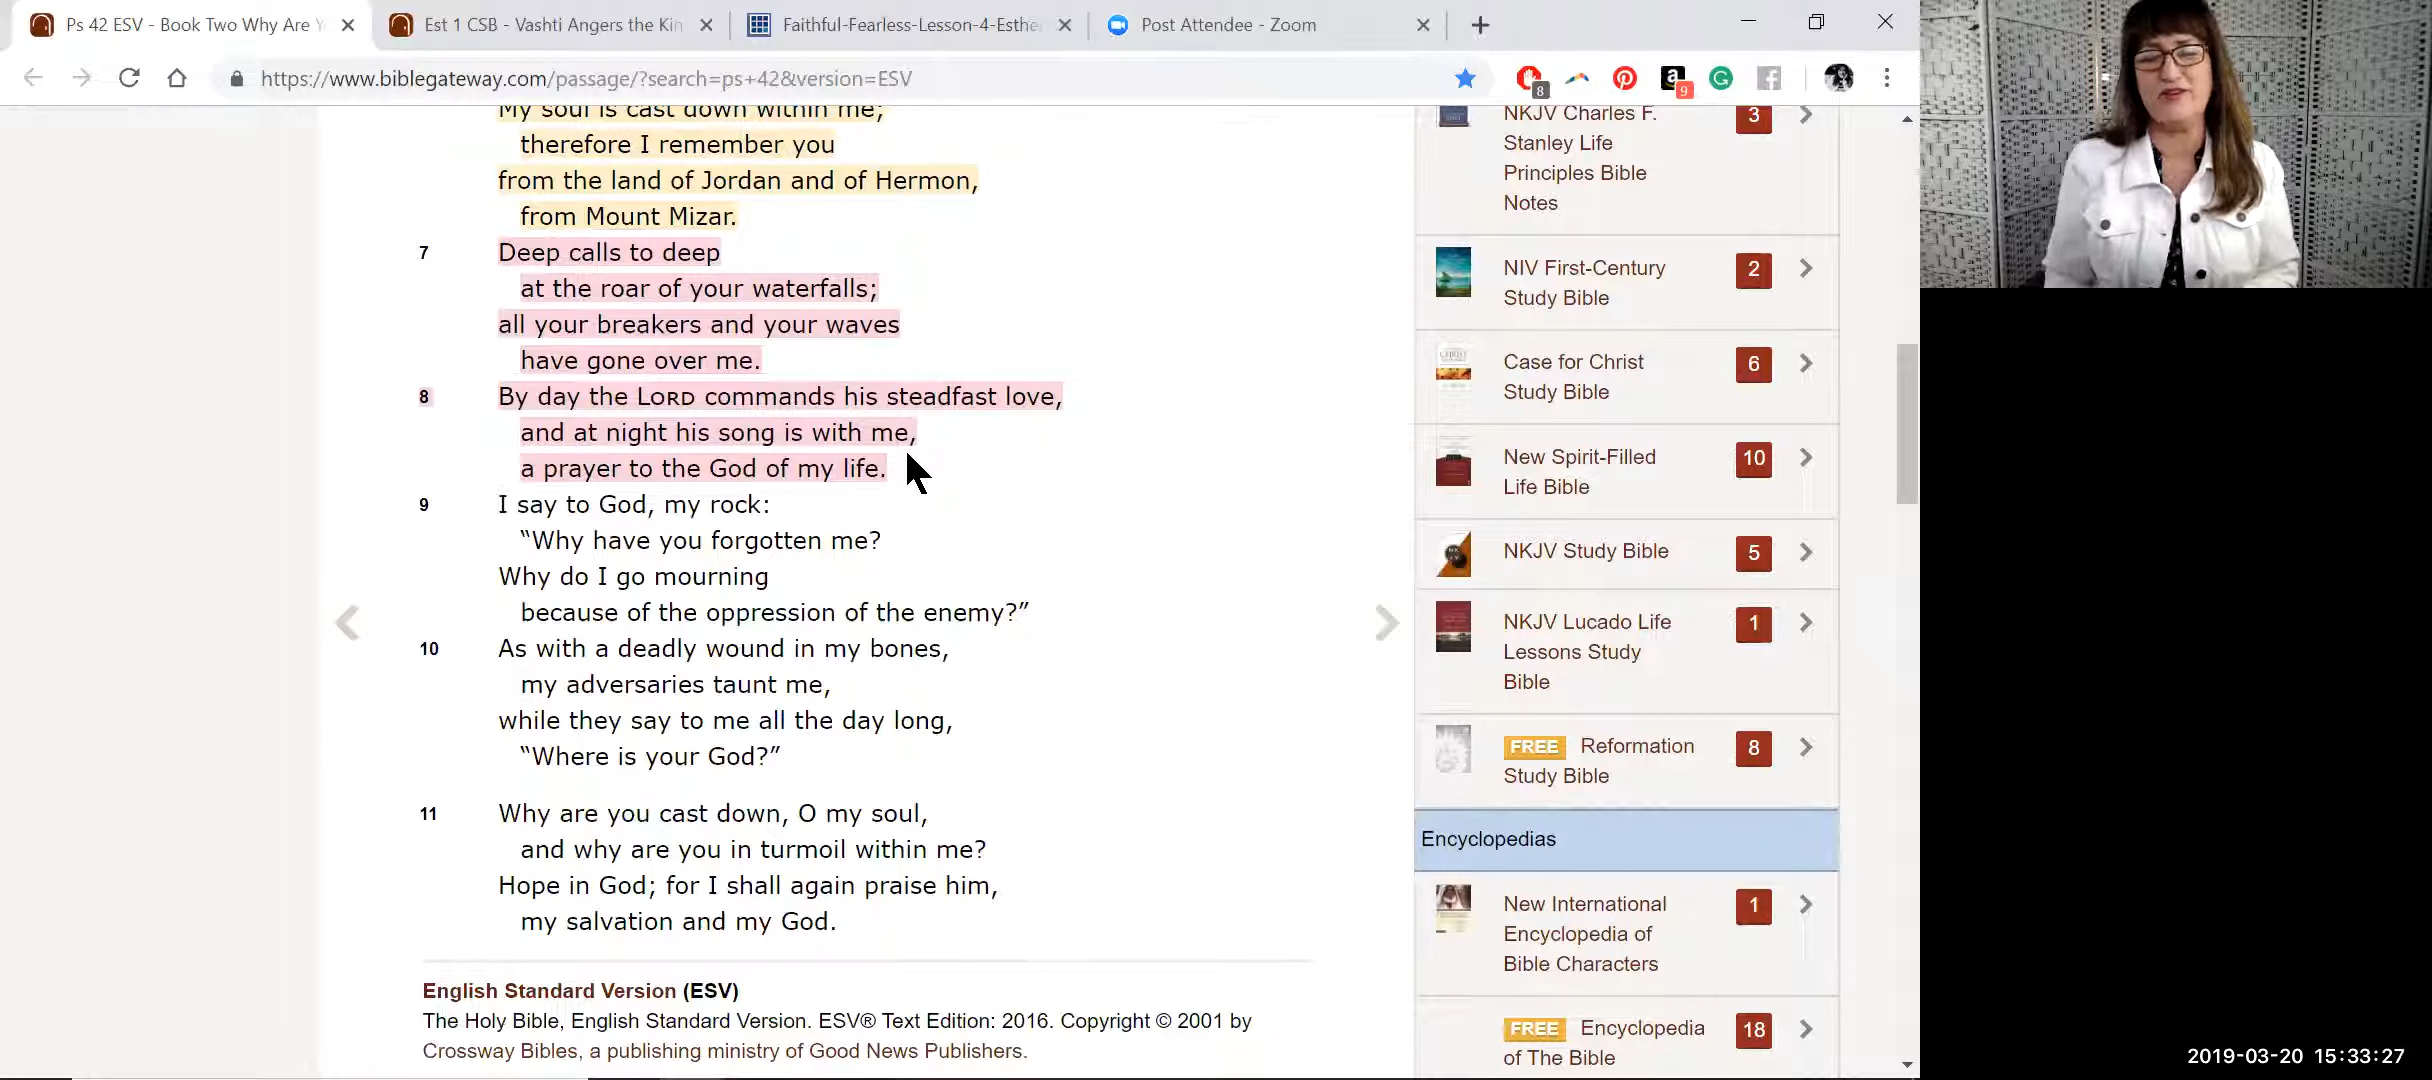 Ps 42 ESV - Book Two Why Are Y
Est 1 CSB - Vashti Angers the Kin
Faithful-Fearless-Lesson-4-Esthe
Post Attendee - Zoom
https://www.biblegateway.com/passage/?search=ps+42&version=ESV
8
9
My soul is cast down within me;
therefore I remember you
from the land of Jordan and of Hermon,
from Mount Mizar.
7 Deep calls to deep
at the roar of your waterfalls;
all your breakers and your waves
have gone over me.
8 By day the LORD commands his steadfast love,
and at night his song is with me,
a prayer to the God of my life.
9 I say to God, my rock:
“Why have you forgotten me?
Why do I go mourning
because of the oppression of the enemy?”
10 As with a deadly wound in my bones,
my adversaries taunt me,
while they say to me all the day long,
“Where is your God?”
11 Why are you cast down, O my soul,
and why are you in turmoil within me?
Hope in God; for I shall again praise him,
my salvation and my God.
English Standard Version (ESV)
The Holy Bible, English Standard Version. ESV® Text Edition: 2016. Copyright © 2001 by
Crossway Bibles, a publishing ministry of Good News Publishers.
NKJV Charles F. 3
Stanley Life
Principles Bible
Notes
NIV First-Century 2
Study Bible
Case for Christ 6
Study Bible
New Spirit-Filled 10
Life Bible
NKJV Study Bible 5
NKJV Lucado Life 1
Lessons Study
Bible
FREE Reformation 8
Study Bible
Encyclopedias
New International 1
Encyclopedia of
Bible Characters
FREE Encyclopedia 18
of The Bible
2019-03-20 15:33:27